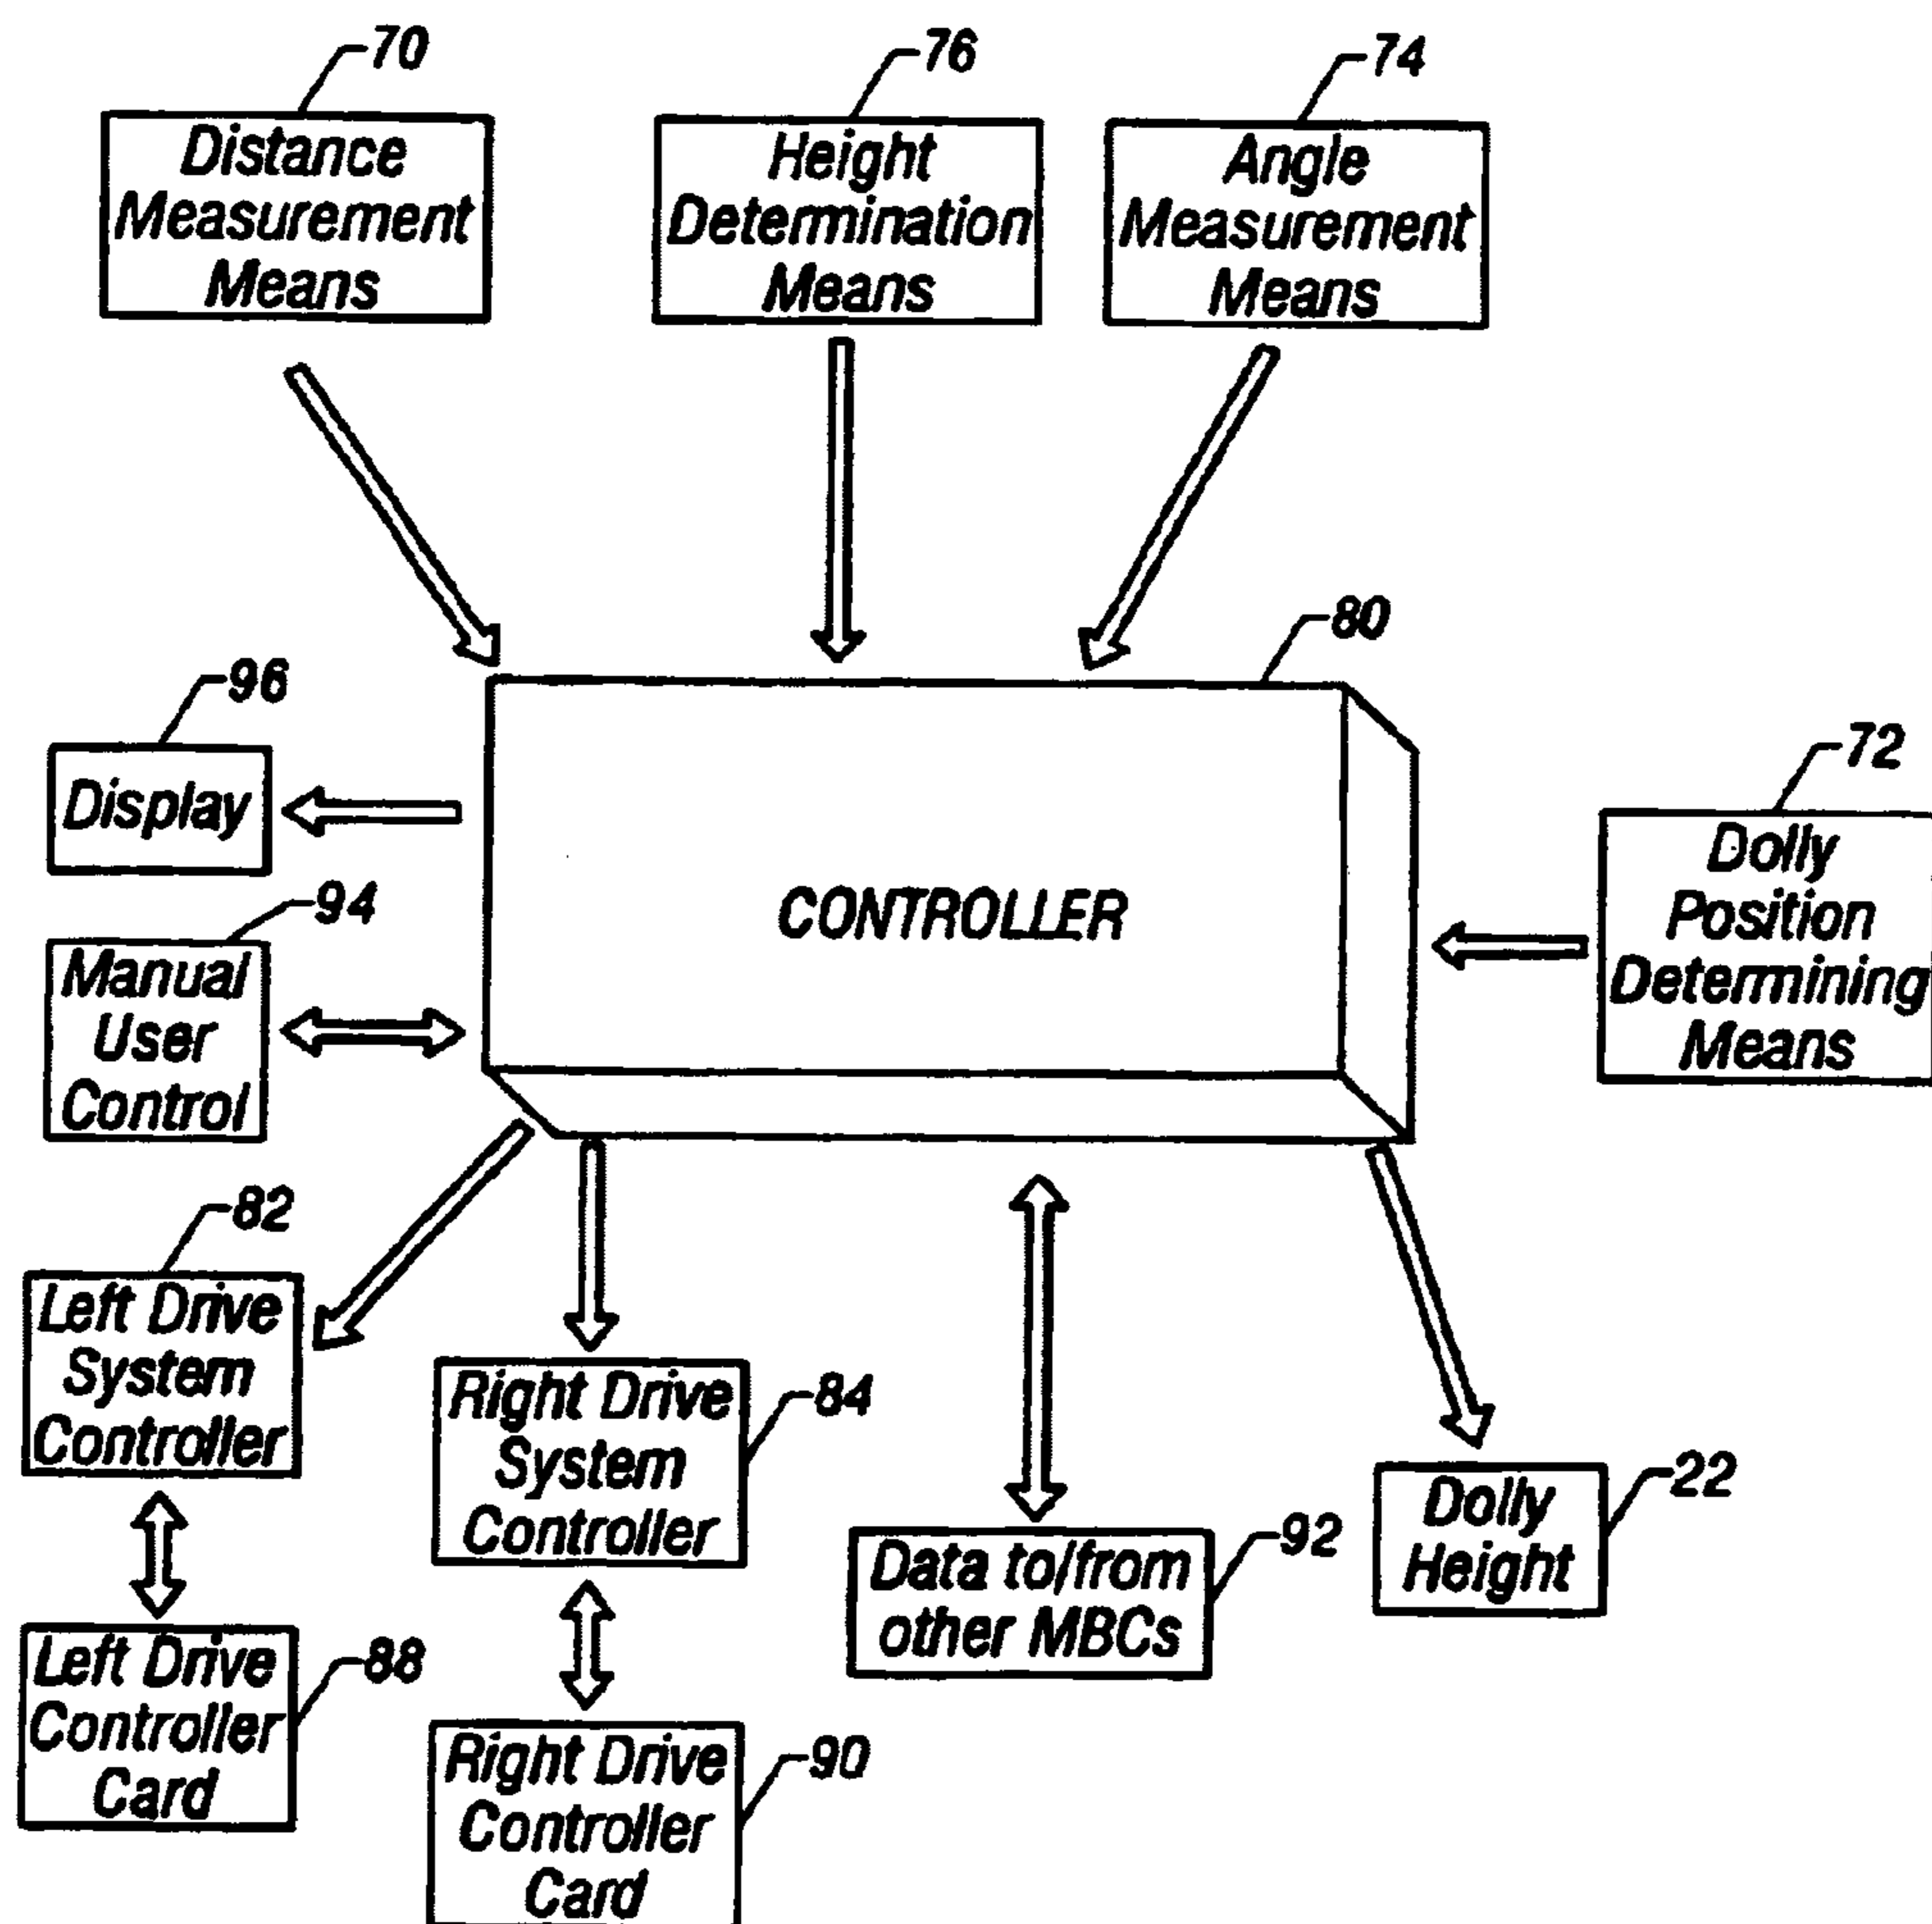 70
Distance
Measurement
Means
76
Height
Determination
Means
74
Angle
Measurement
Means
80
CONTROLLER
96
Display
94
Manual
User
Control
72
Dolly
Position
Determining
Means
82
Left Drive
System
Controller
84
Right Drive
System
Controller
92
Data to/from
other MBCs
22
Dolly
Height
88
Left Drive
Controller
Card
90
Right Drive
Controller
Card